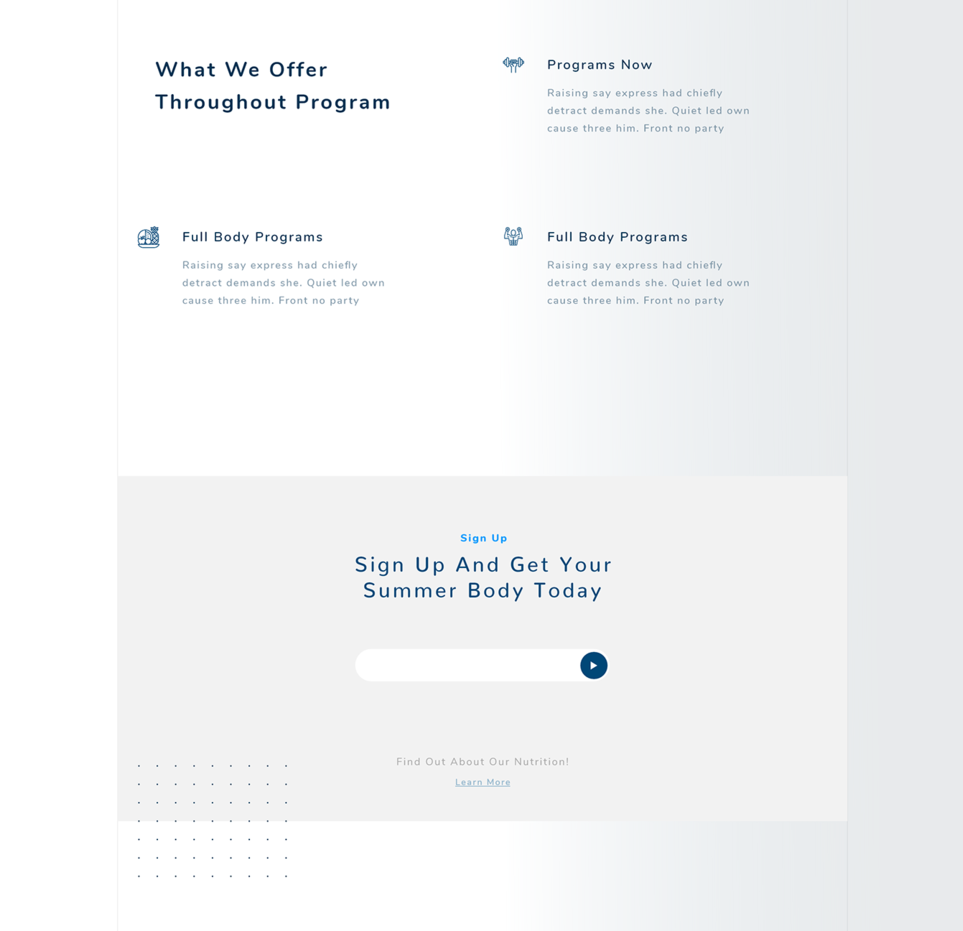 What We Offer
Throughout Program
Programs Now
Raising say express had chiefly
detract demands she. Quiet led own
cause three him. Front no party
Full Body Programs
Raising say express had chiefly
detract demands she. Quiet led own
cause three him. Front no party
Full Body Programs
Raising say express had chiefly
detract demands she. Quiet led own
cause three him. Front no party
Sign Up
Sign Up And Get Your
Summer Body Today
Find Out About Our Nutrition!
Learn More